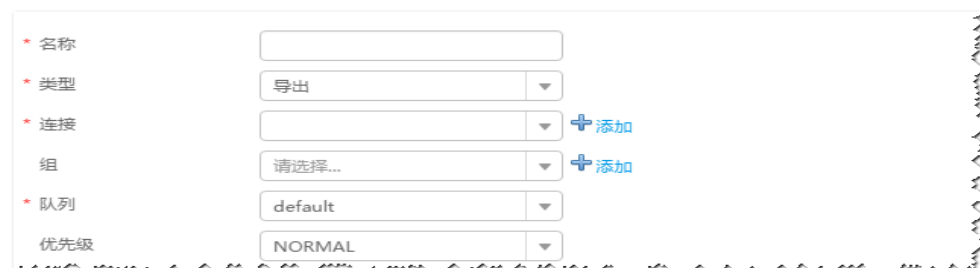 * 名称
* 类型 导出
* 连接 添加
组 请选择... 添加
* 队列 default
优先级 NORMAL